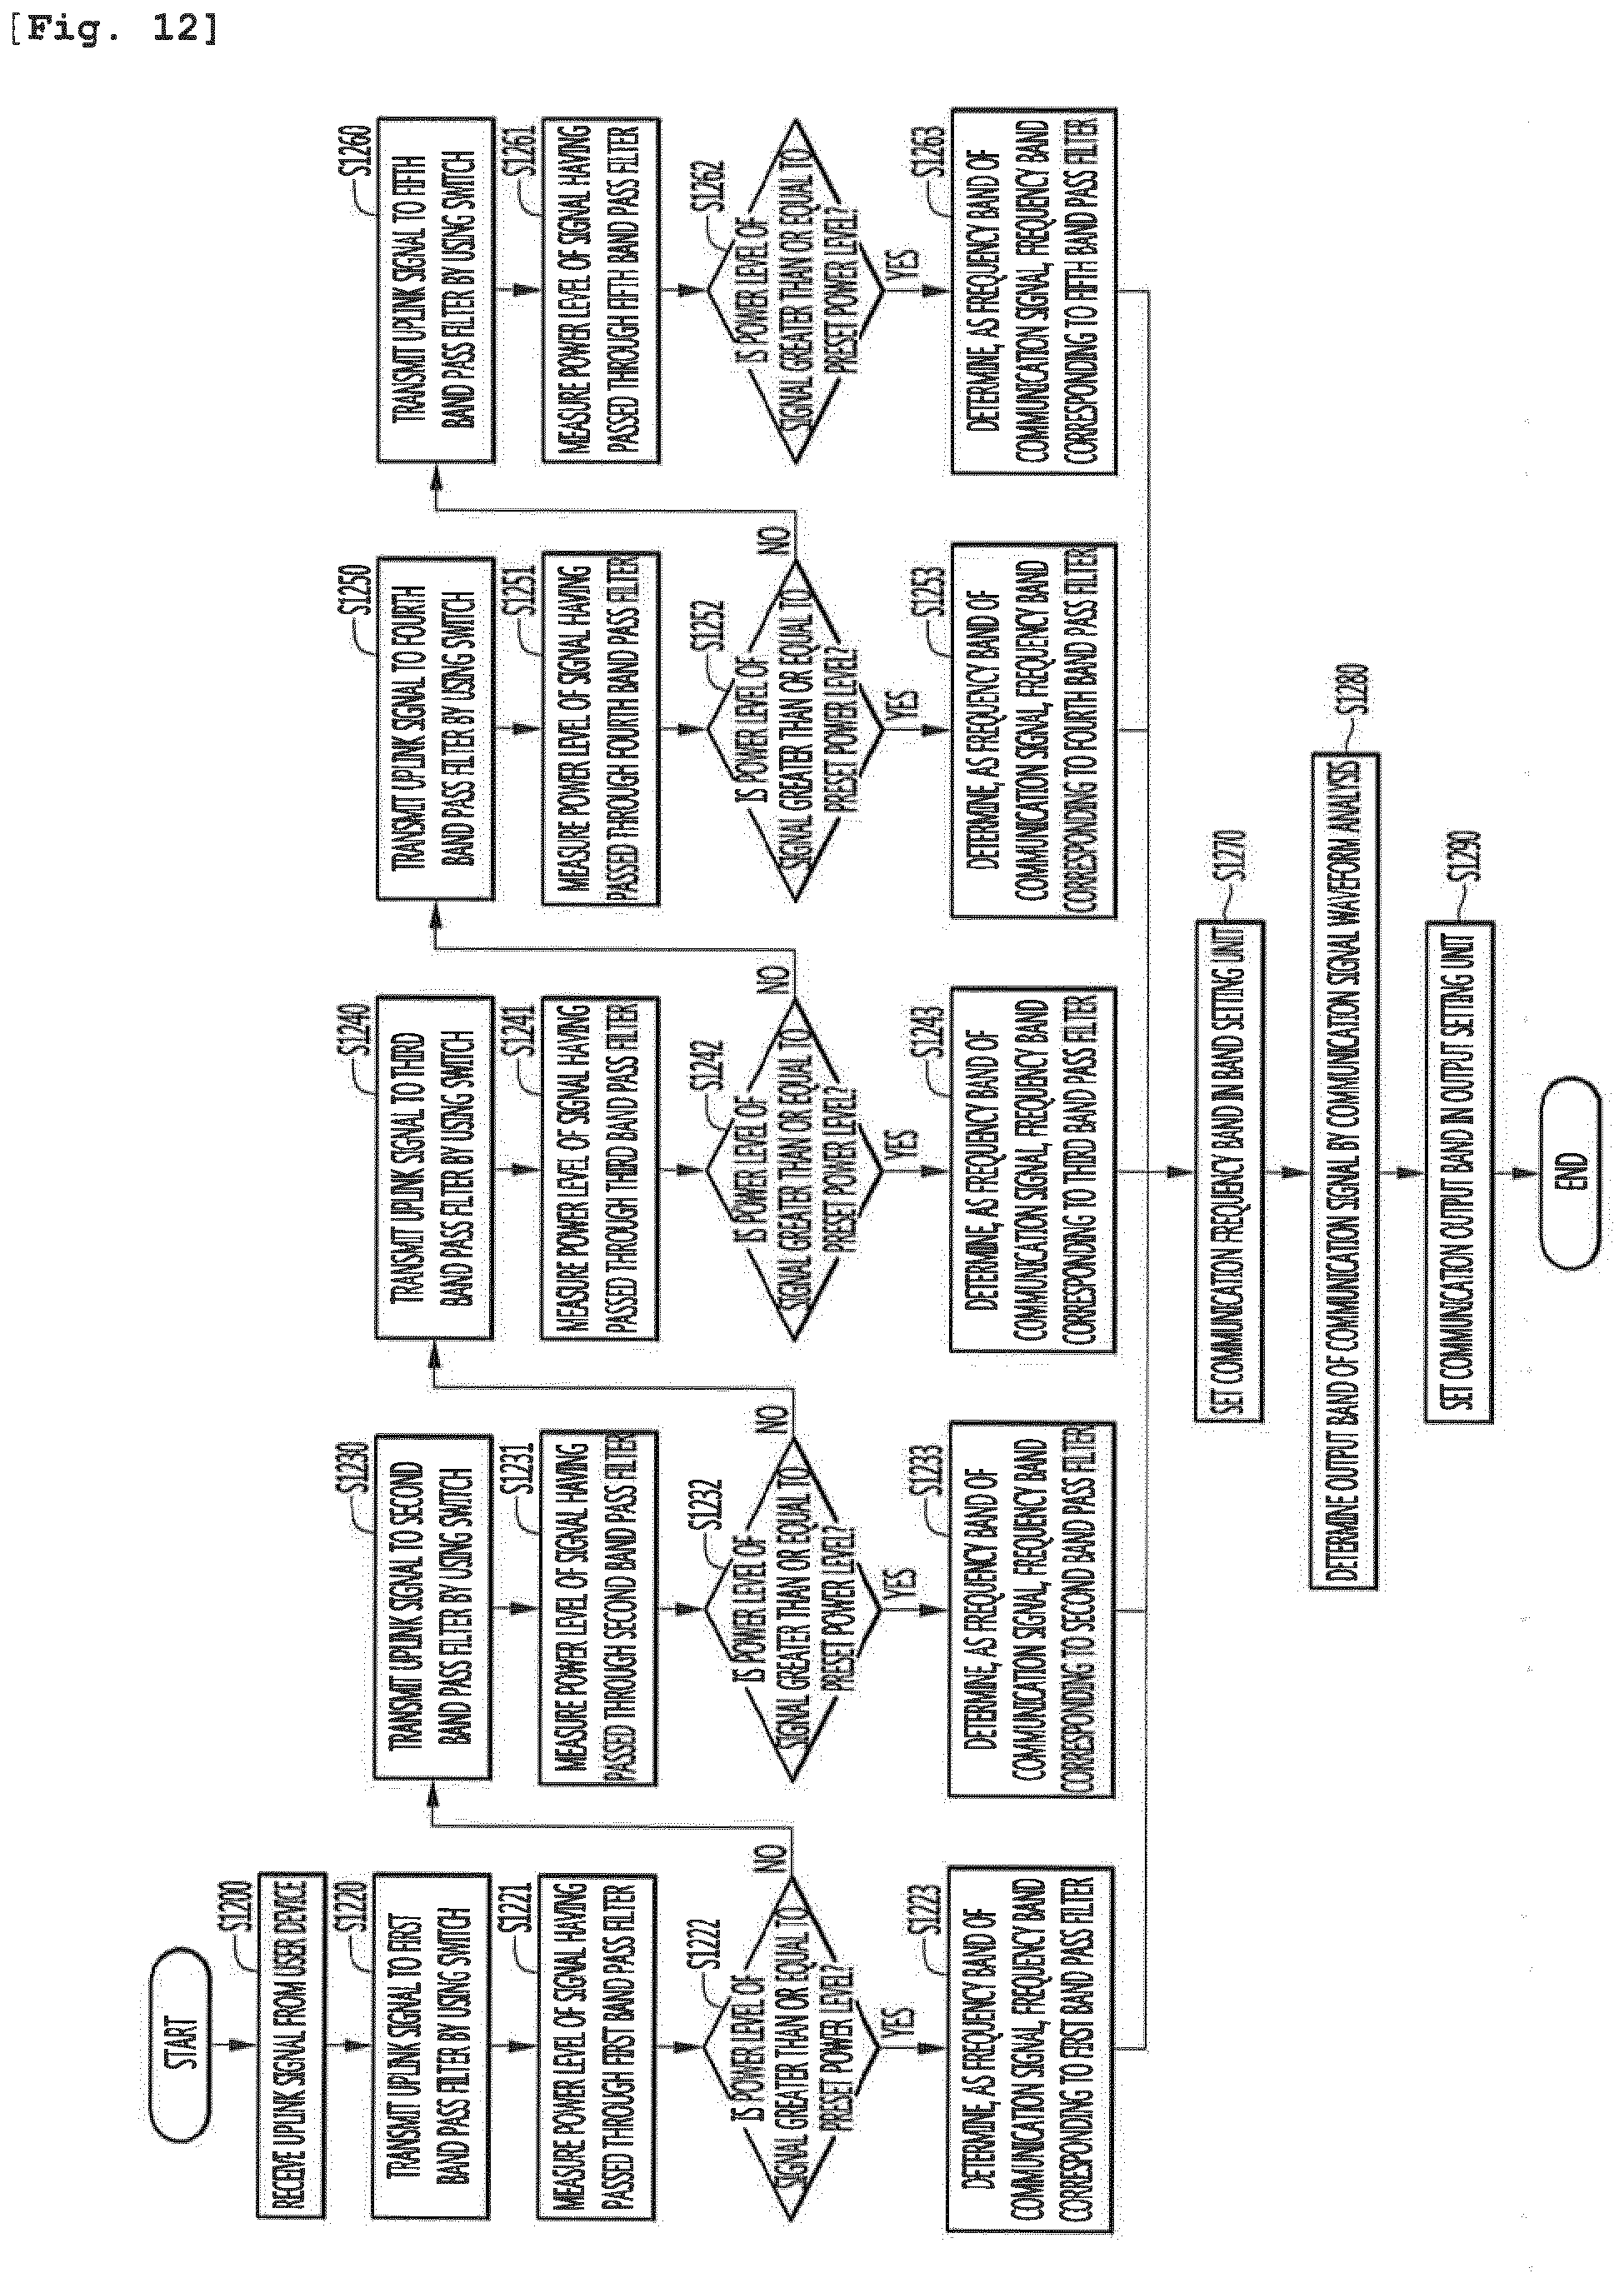 [Fig. 12]
START
S1200
RECEIVE UPLINK SIGNAL FROM USER DEVICE
S1220
TRANSMIT UPLINK SIGNAL TO FIRST
BAND PASS FILTER BY USING SWITCH
S1221
MEASURE POWER LEVEL OF SIGNAL HAVING
PASSED THROUGH FIRST BAND PASS FILTER
S1222
IS POWER LEVEL OF
SIGNAL GREATER THAN OR EQUAL TO
PRESET POWER LEVEL?
NO
YES
S1223
DETERMINE, AS FREQUENCY BAND OF
COMMUNICATION SIGNAL, FREQUENCY BAND
CORRESPONDING TO FIRST BAND PASS FILTER
S1230
TRANSMIT UPLINK SIGNAL TO SECOND
BAND PASS FILTER BY USING SWITCH
S1231
MEASURE POWER LEVEL OF SIGNAL HAVING
PASSED THROUGH SECOND BAND PASS FILTER
S1232
IS POWER LEVEL OF
SIGNAL GREATER THAN OR EQUAL TO
PRESET POWER LEVEL?
NO
YES
S1233
DETERMINE, AS FREQUENCY BAND OF
COMMUNICATION SIGNAL, FREQUENCY BAND
CORRESPONDING TO SECOND BAND PASS FILTER
S1240
TRANSMIT UPLINK SIGNAL TO THIRD
BAND PASS FILTER BY USING SWITCH
S1241
MEASURE POWER LEVEL OF SIGNAL HAVING
PASSED THROUGH THIRD BAND PASS FILTER
S1242
IS POWER LEVEL OF
SIGNAL GREATER THAN OR EQUAL TO
PRESET POWER LEVEL?
NO
YES
S1243
DETERMINE, AS FREQUENCY BAND OF
COMMUNICATION SIGNAL, FREQUENCY BAND
CORRESPONDING TO THIRD BAND PASS FILTER
S1250
TRANSMIT UPLINK SIGNAL TO FOURTH
BAND PASS FILTER BY USING SWITCH
S1251
MEASURE POWER LEVEL OF SIGNAL HAVING
PASSED THROUGH FOURTH BAND PASS FILTER
S1252
IS POWER LEVEL OF
SIGNAL GREATER THAN OR EQUAL TO
PRESET POWER LEVEL?
NO
YES
S1253
DETERMINE, AS FREQUENCY BAND OF
COMMUNICATION SIGNAL, FREQUENCY BAND
CORRESPONDING TO FOURTH BAND PASS FILTER
S1260
TRANSMIT UPLINK SIGNAL TO FIFTH
BAND PASS FILTER BY USING SWITCH
S1261
MEASURE POWER LEVEL OF SIGNAL HAVING
PASSED THROUGH FIFTH BAND PASS FILTER
S1262
IS POWER LEVEL OF
SIGNAL GREATER THAN OR EQUAL TO
PRESET POWER LEVEL?
YES
S1263
DETERMINE, AS FREQUENCY BAND OF
COMMUNICATION SIGNAL, FREQUENCY BAND
CORRESPONDING TO FIFTH BAND PASS FILTER
S1270
SET COMMUNICATION FREQUENCY BAND IN BAND SETTING UNIT
S1280
DETERMINE OUTPUT BAND OF COMMUNICATION SIGNAL BY COMMUNICATION SIGNAL WAVEFORM ANALYSIS
S1290
SET COMMUNICATION OUTPUT BAND IN OUTPUT SETTING UNIT
END